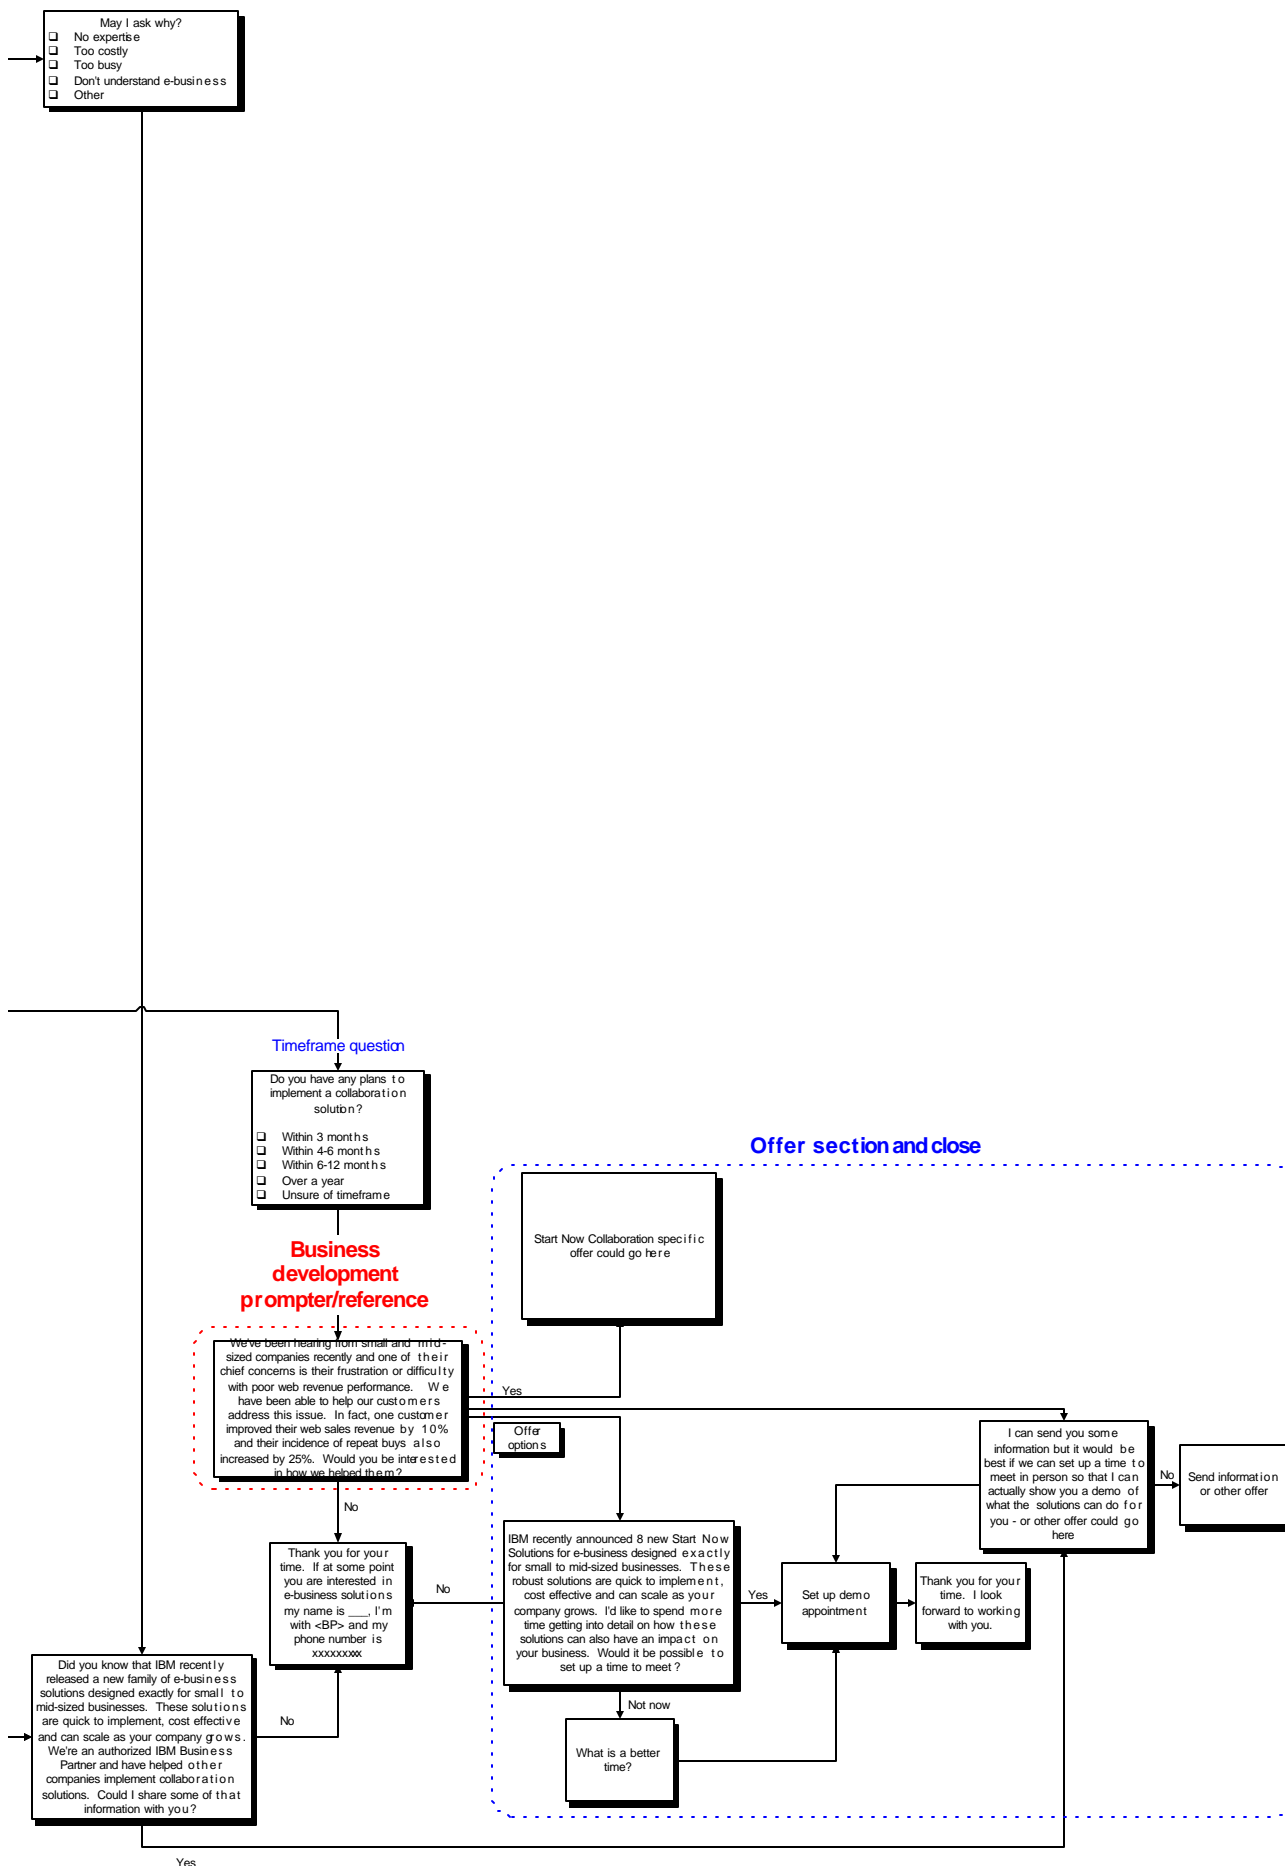 May I ask why?
❑ No expertise
❑ Too costly
❑ Too busy
❑ Don't understand e-business
❑ Other
Timeframe question
Do you have any plans to
implement a collaboration
solution?
❑ Within 3 months
❑ Within 4-6 months
❑ Within 6-12 months
❑ Over a year
❑ Unsure of timeframe
Offer section and close
Start Now Collaboration specific
offer could go here
Business
development
prompter/reference
We've been hearing from small and mid-
sized companies recently and one of their
chief concerns is their frustration or difficulty
with poor web revenue performance. We
have been able to help our customers
address this issue. In fact, one customer
improved their web sales revenue by 10%
and their incidence of repeat buys also
increased by 25%. Would you be interested
in how we helped them?
Yes
Offer
options
No
I can send you some
information but it would be
best if we can set up a time to
meet in person so that I can
actually show you a demo of
what the solutions can do for
you - or other offer could go
here
No
Send information
or other offer
Thank you for your
time. If at some point
you are interested in
e-business solutions
my name is ___, I'm
with <BP> and my
phone number is
xxxxxxxxx
No
IBM recently announced 8 new Start Now
Solutions for e-business designed exactly
for small to mid-sized businesses. These
robust solutions are quick to implement,
cost effective and can scale as your
company grows. I'd like to spend more
time getting into detail on how these
solutions can also have an impact on
your business. Would it be possible to
set up a time to meet?
Yes
Set up demo
appointment
Thank you for your
time. I look
forward to working
with you.
Not now
What is a better
time?
Did you know that IBM recently
released a new family of e-business
solutions designed exactly for small to
mid-sized businesses. These solutions
are quick to implement, cost effective
and can scale as your company grows.
We're an authorized IBM Business
Partner and have helped other
companies implement collaboration
solutions. Could I share some of that
information with you?
No
Yes